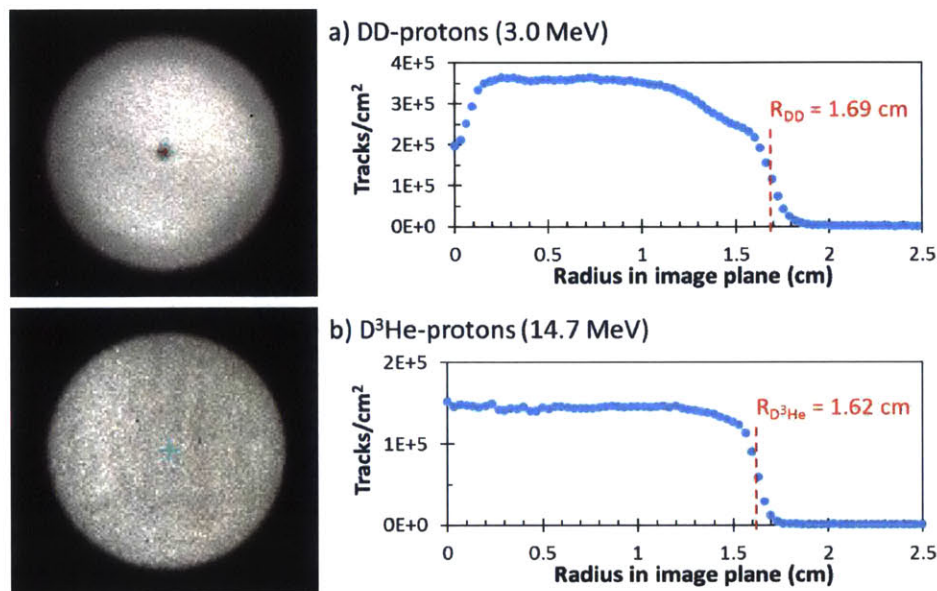 a) DD-protons (3.0 MeV)
4E+5
3E+5
2E+5
1E+5
0E+0
Tracks/cm²
R_DD = 1.69 cm
0 0.5 1 1.5 2 2.5
Radius in image plane (cm)
b) D³He-protons (14.7 MeV)
2E+5
1E+5
0E+0
Tracks/cm²
R_D³He = 1.62 cm
0 0.5 1 1.5 2 2.5
Radius in image plane (cm)